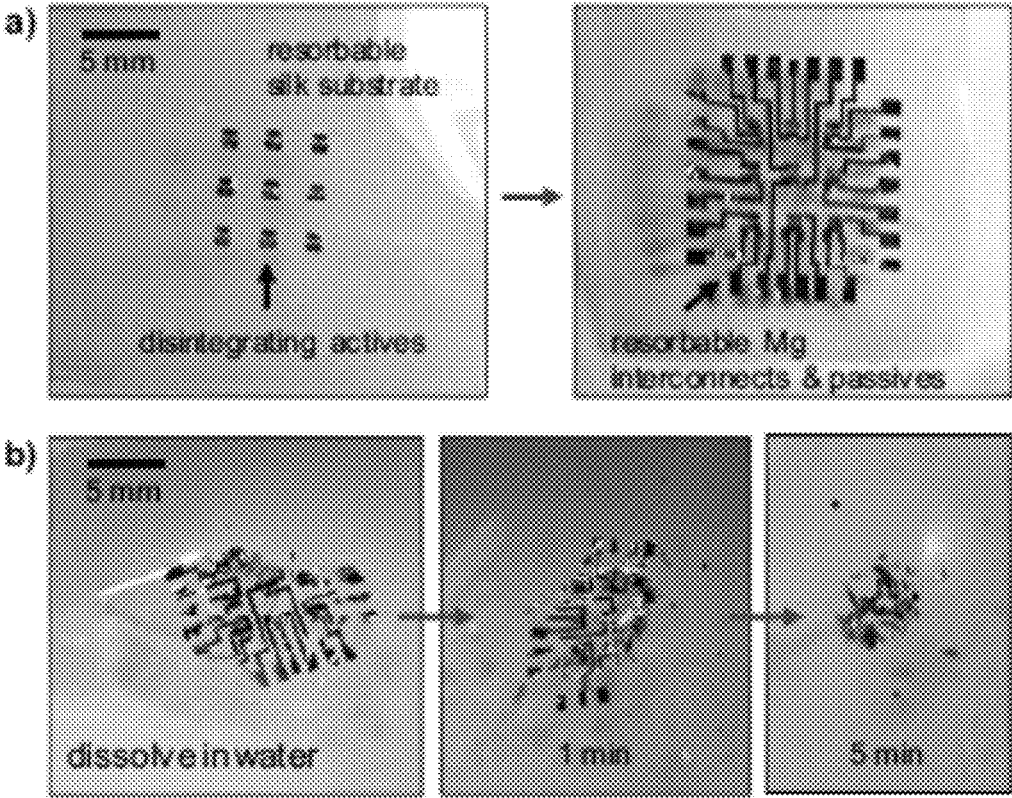 a)
5 mm
resorbable
silk substrate
disintegrating actives
resorbable Mg
interconnects & passives
b)
5 mm
dissolve in water
1 min
5 min